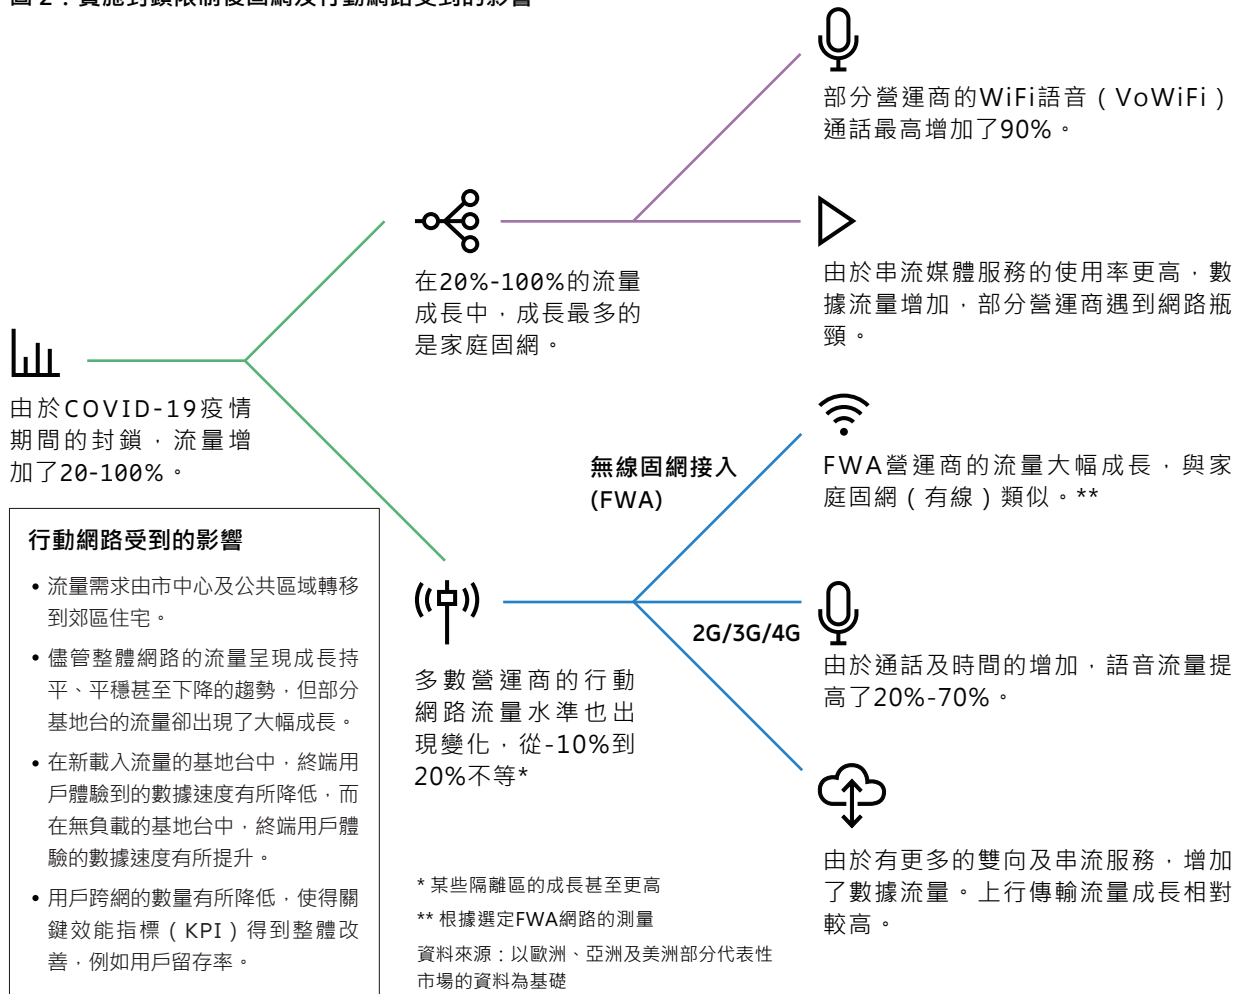 圖 2：實施封鎖限制後固網及行動網路受到的影響
部分營運商的WiFi語音（VoWiFi）
通話最高增加了90%。
在20%-100%的流量
成長中，成長最多的
是家庭固網。
由於串流媒體服務的使用率更高，數
據流量增加，部分營運商遇到網路瓶
頸。
由於COVID-19疫情
期間的封鎖，流量增
加了20-100%。
無線固網接入
(FWA)
FWA營運商的流量大幅成長，與家
庭固網（有線）類似。**
行動網路受到的影響
• 流量需求由市中心及公共區域轉移
到郊區住宅。
• 儘管整體網路的流量呈現成長持
平、平穩甚至下降的趨勢，但部分
基地台的流量卻出現了大幅成長。
• 在新載入流量的基地台中，終端用
戶體驗到的數據速度有所降低，而
在無負載的基地台中，終端用戶體
驗的數據速度有所提升。
• 用戶跨網的數量有所降低，使得關
鍵效能指標（KPI）得到整體改
善，例如用戶留存率。
多數營運商的行動
網路流量水準也出
現變化，從-10%到
20%不等*
2G/3G/4G
由於通話及時間的增加，語音流量提
高了20%-70%。
由於有更多的雙向及串流服務，增加
了數據流量。上行傳輸流量成長相對
較高。
* 某些隔離區的成長甚至更高
** 根據選定FWA網路的測量
資料來源：以歐洲、亞洲及美洲部分代表性
市場的資料為基礎